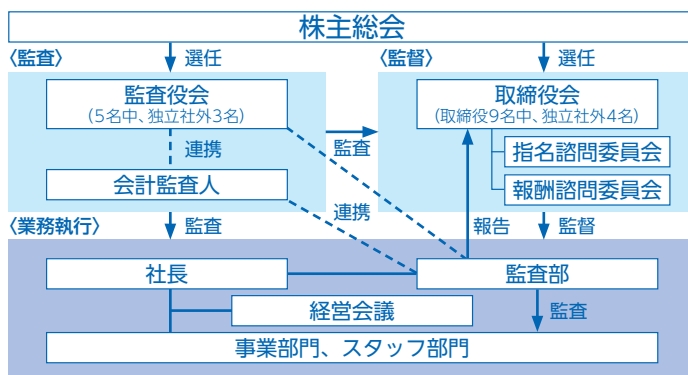 株主総会
〈監査〉
選任
〈監督〉
選任
監査役会
(5名中、独立社外3名)
取締役会
(取締役9名中、独立社外4名)
連携
監査
指名諮問委員会
会計監査人
報酬諮問委員会
連携
〈業務執行〉
監査
報告
監督
社長
監査部
経営会議
監査
事業部門、スタッフ部門